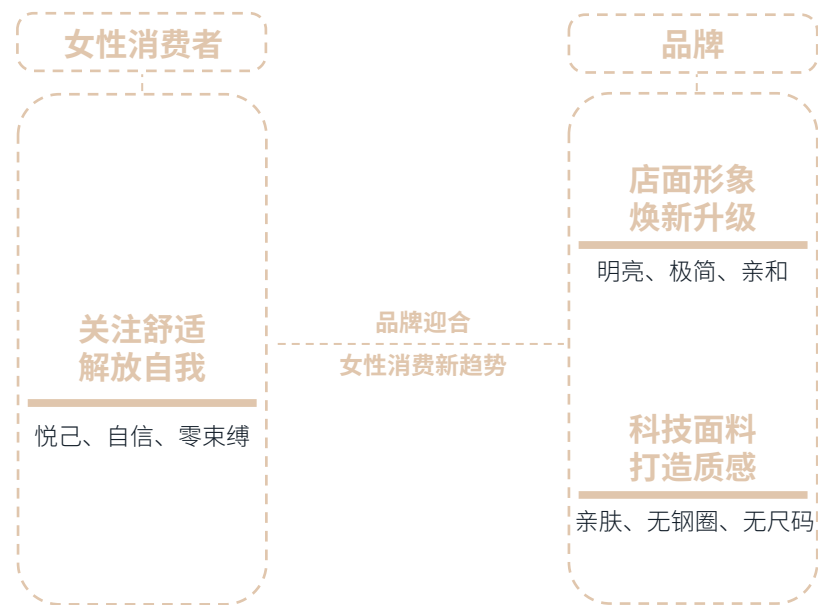 女性消费者
品牌
关注舒适
解放自我
悦己、自信、零束缚
品牌迎合
女性消费新趋势
店面形象
焕新升级
明亮、极简、亲和
科技面料
打造质感
亲肤、无钢圈、无尺码